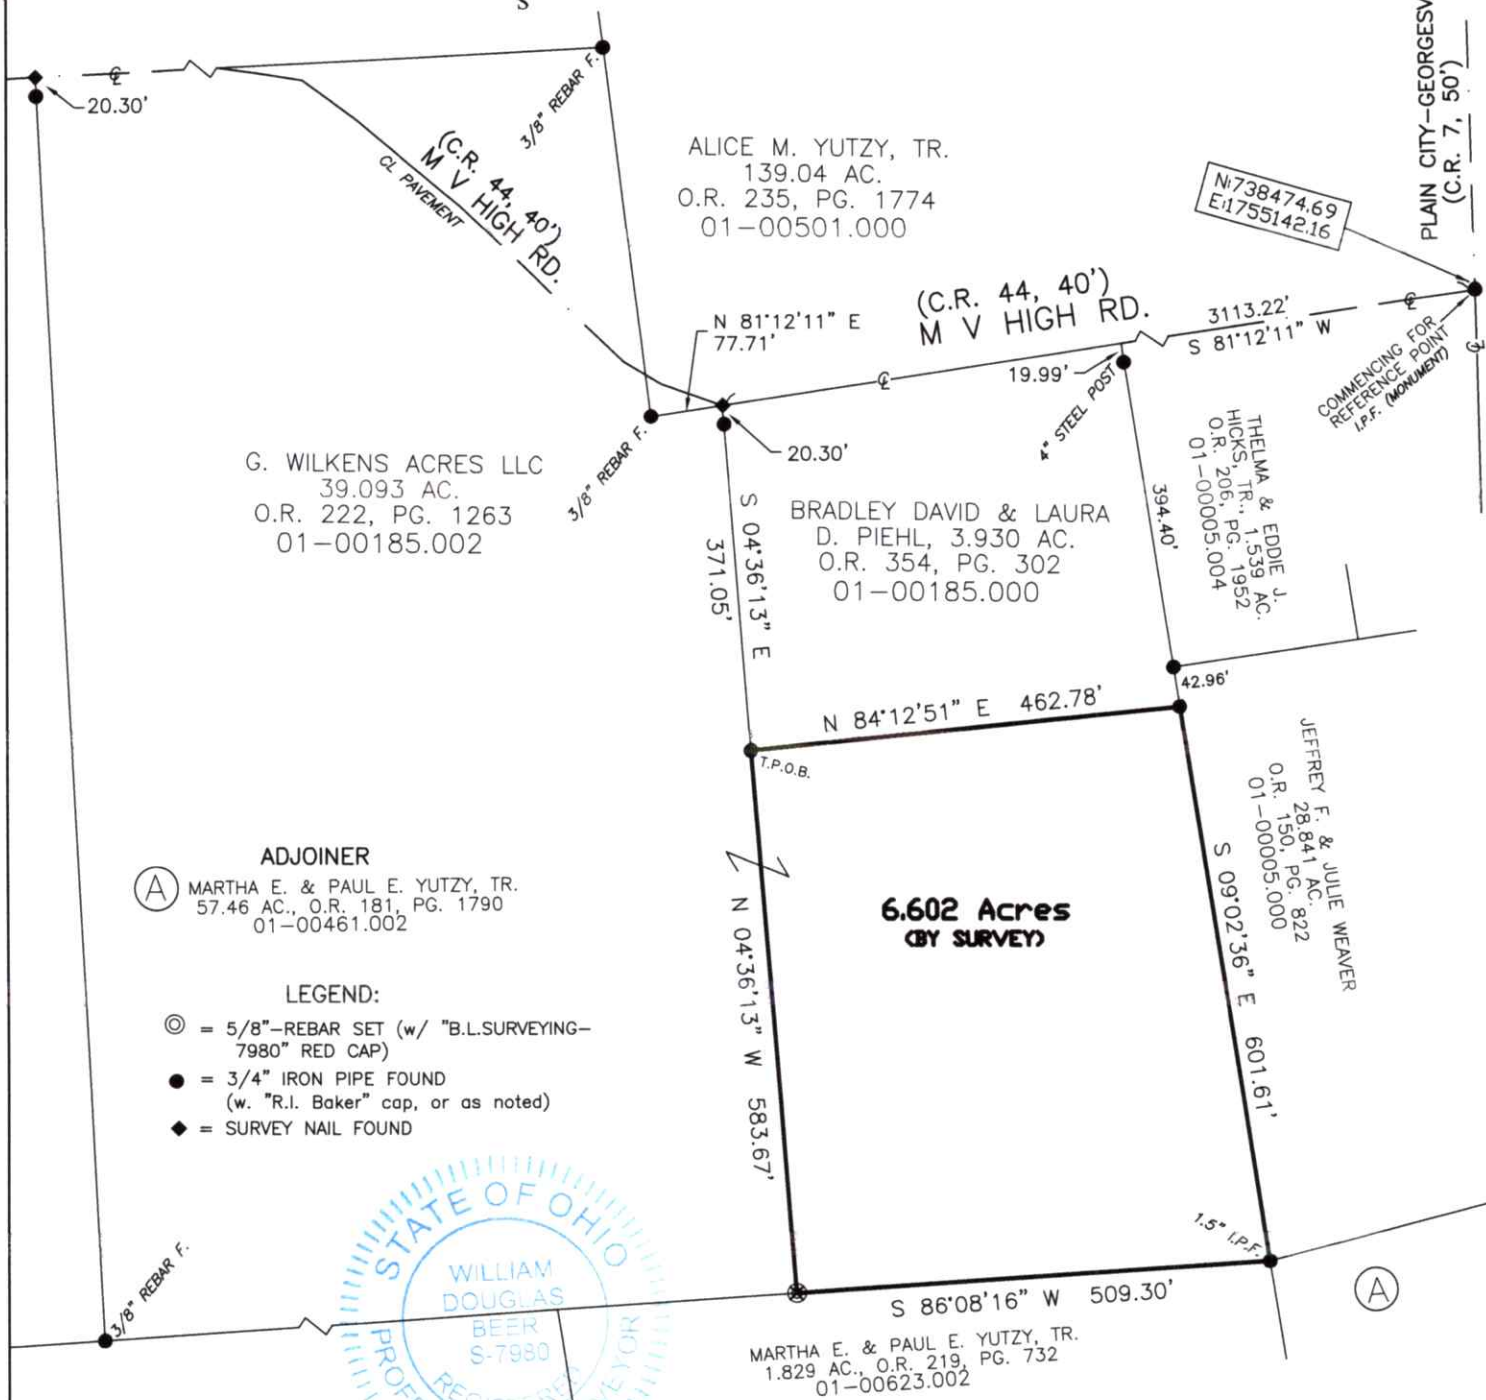 S
PLAIN CITY-GEORGESV
(C.R. 7, 50')
℄
20.30'
3/8" REBAR F.
(C.R. 44, 40')
M V HIGH RD.
CL PAVEMENT
ALICE M. YUTZY, TR.
139.04 AC.
O.R. 235, PG. 1774
01-00501.000
N:738474.69
E:1755142.16
(C.R. 44, 40')
M V HIGH RD.
3113.22'
S 81°12'11" W
℄
N 81°12'11" E
77.71'
℄
19.99'
4" STEEL POST
COMMENCING FOR
REFERENCE POINT
I.P.F. (MONUMENT)
℄
20.30'
3/8" REBAR F.
G. WILKENS ACRES LLC
39.093 AC.
O.R. 222, PG. 1263
01-00185.002
S 04°36'13" E
371.05'
BRADLEY DAVID & LAURA
D. PIEHL, 3.930 AC.
O.R. 354, PG. 302
01-00185.000
394.40'
THELMA & EDDIE J.
HICKS, TR., 1.539 AC.
O.R. 206, PG. 1952
01-00005.004
42.96'
N 84°12'51" E 462.78'
T.P.O.B.
JEFFREY F. & JULIE WEAVER
28.841 AC.
O.R. 150, PG. 822
01-00005.000
S 09°02'36" E 601.61'
ADJOINER
A
MARTHA E. & PAUL E. YUTZY, TR.
57.46 AC., O.R. 181, PG. 1790
01-00461.002
6.602 Acres
(BY SURVEY)
N 04°36'13" W 583.67'
LEGEND:
= 5/8"-REBAR SET (w/ "B.L.SURVEYING-
7980" RED CAP)
= 3/4" IRON PIPE FOUND
(w. "R.I. Baker" cap, or as noted)
= SURVEY NAIL FOUND
STATE OF OHIO
WILLIAM
DOUGLAS
BEER
S-7980
REGISTERED
3/8" REBAR F.
1.5" I.P.F.
S 86°08'16" W 509.30'
A
MARTHA E. & PAUL E. YUTZY, TR.
1.829 AC., O.R. 219, PG. 732
01-00623.002